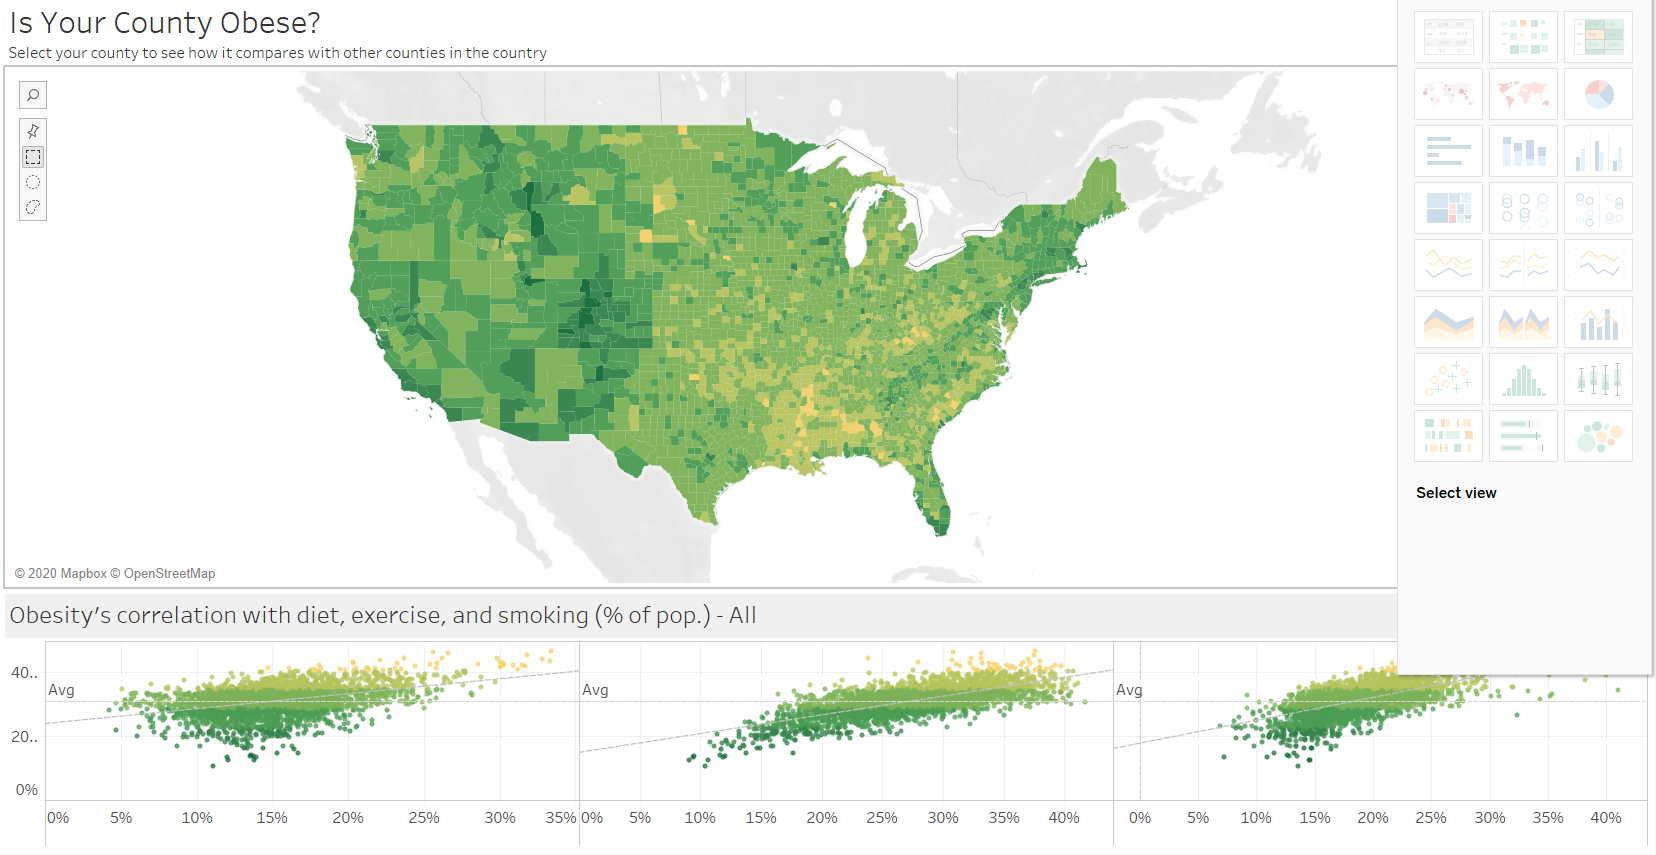 Is Your County Obese?
Select your county to see how it compares with other counties in the country
© 2020 Mapbox © OpenStreetMap
Select view
Obesity's correlation with diet, exercise, and smoking (% of pop.) - All
40..
20..
0%
Avg
Avg
Avg
0% 5% 10% 15% 20% 25% 30% 35%
0% 5% 10% 15% 20% 25% 30% 35% 40%
0% 5% 10% 15% 20% 25% 30% 35% 40%